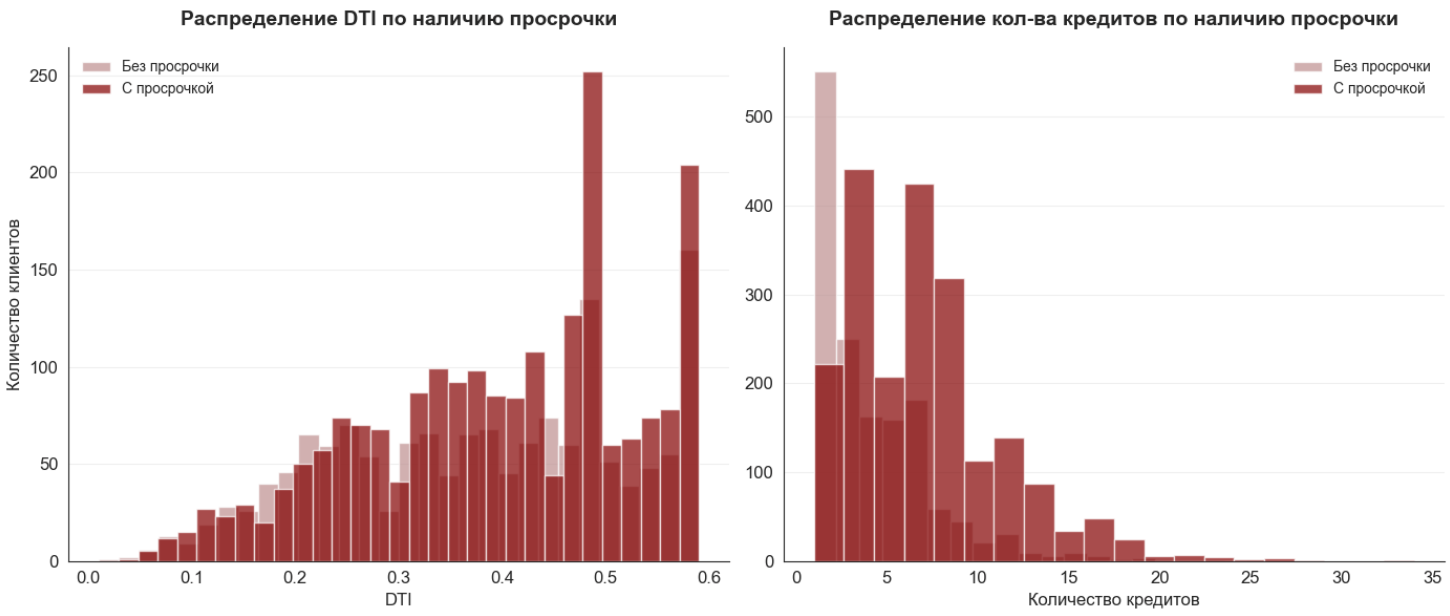 Распределение DTI по наличию просрочки
Без просрочки
С просрочкой
250
200
150
100
50
0
Количество клиентов
0.0 0.1 0.2 0.3 0.4 0.5 0.6
DTI
Распределение кол-ва кредитов по наличию просрочки
Без просрочки
С просрочкой
500
400
300
200
100
0
0 5 10 15 20 25 30 35
Количество кредитов